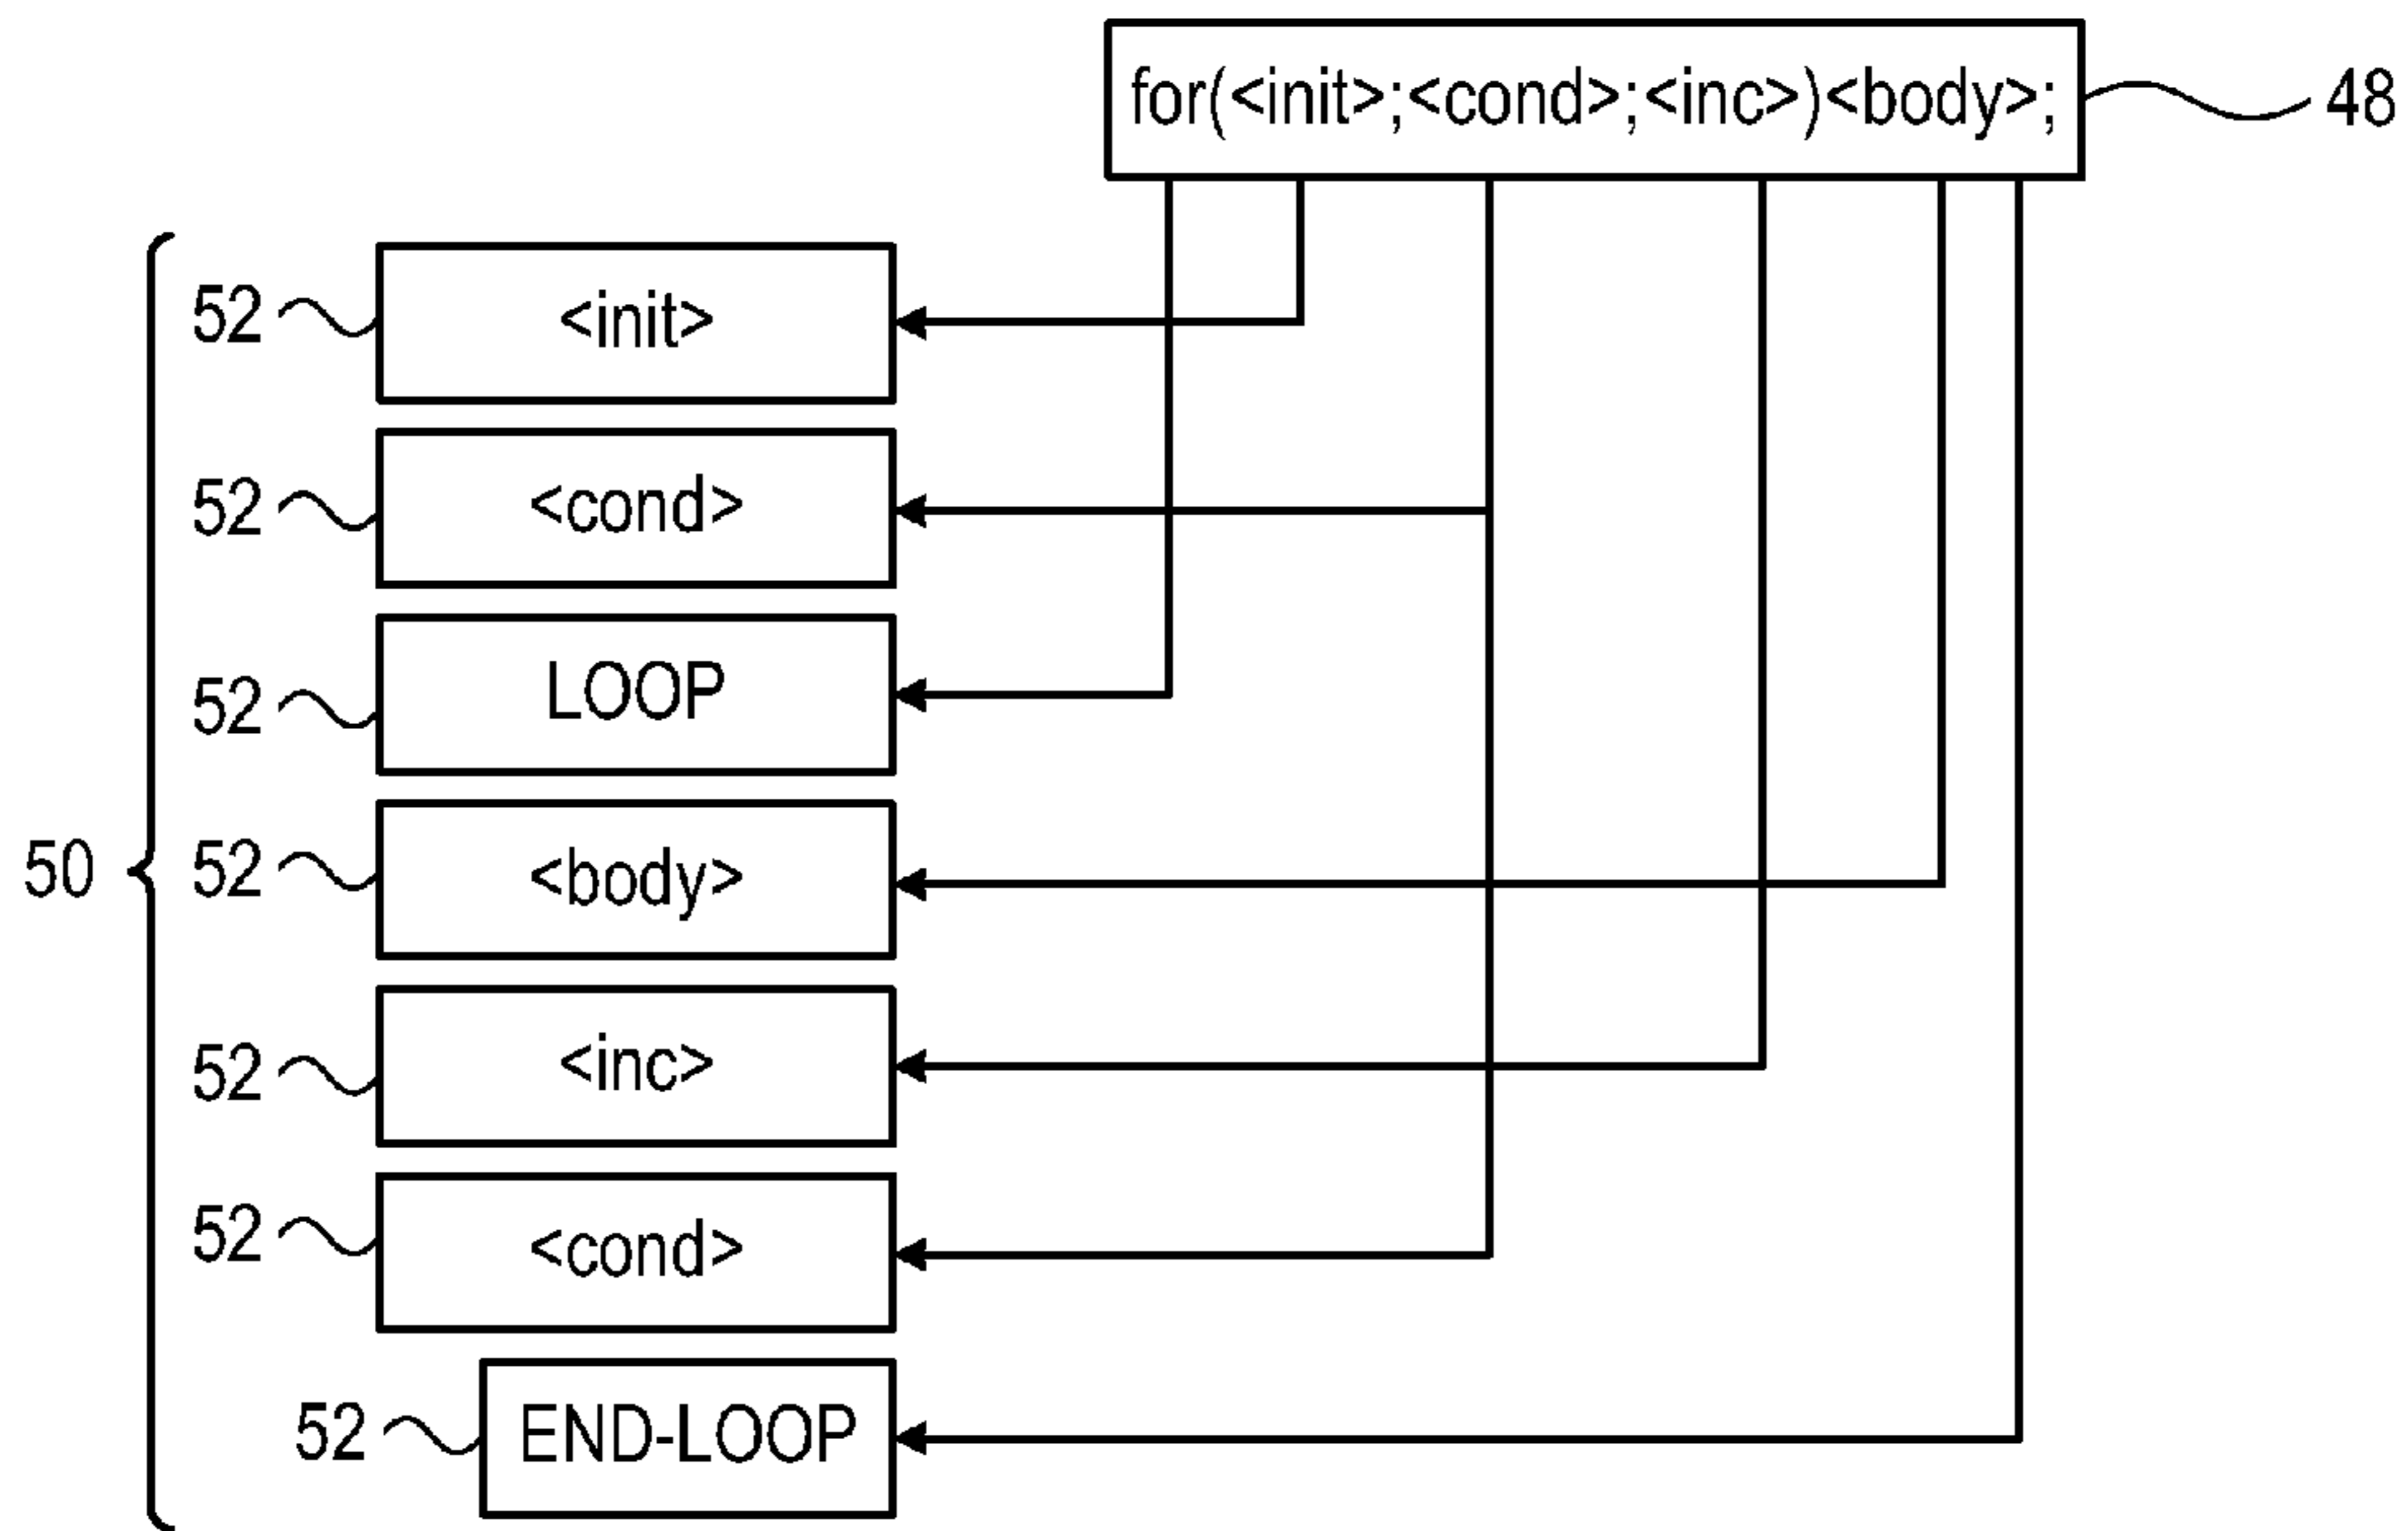 for(<init>;<cond>;<inc>)<body>;
48
52
<init>
52
<cond>
52
LOOP
50
52
<body>
52
<inc>
52
<cond>
52
END-LOOP